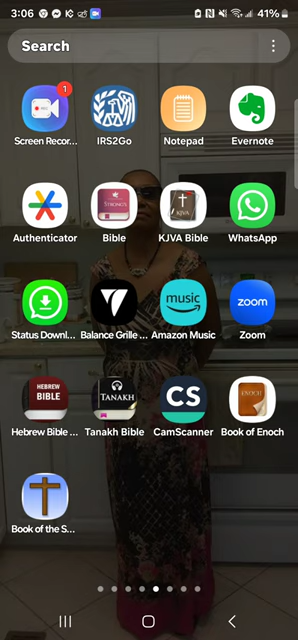 3:06
41%
Search
1
Screen Recor...
IRS2Go
Notepad
Evernote
STRONG'S
KJVA
Authenticator
Bible
KJVA Bible
WhatsApp
music
zoom
Status Downl...
Balance Grille ...
Amazon Music
Zoom
HEBREW
BIBLE
TANAKH
CS
ENOCH
Hebrew Bible ...
Tanakh Bible
CamScanner
Book of Enoch
Book of the S...